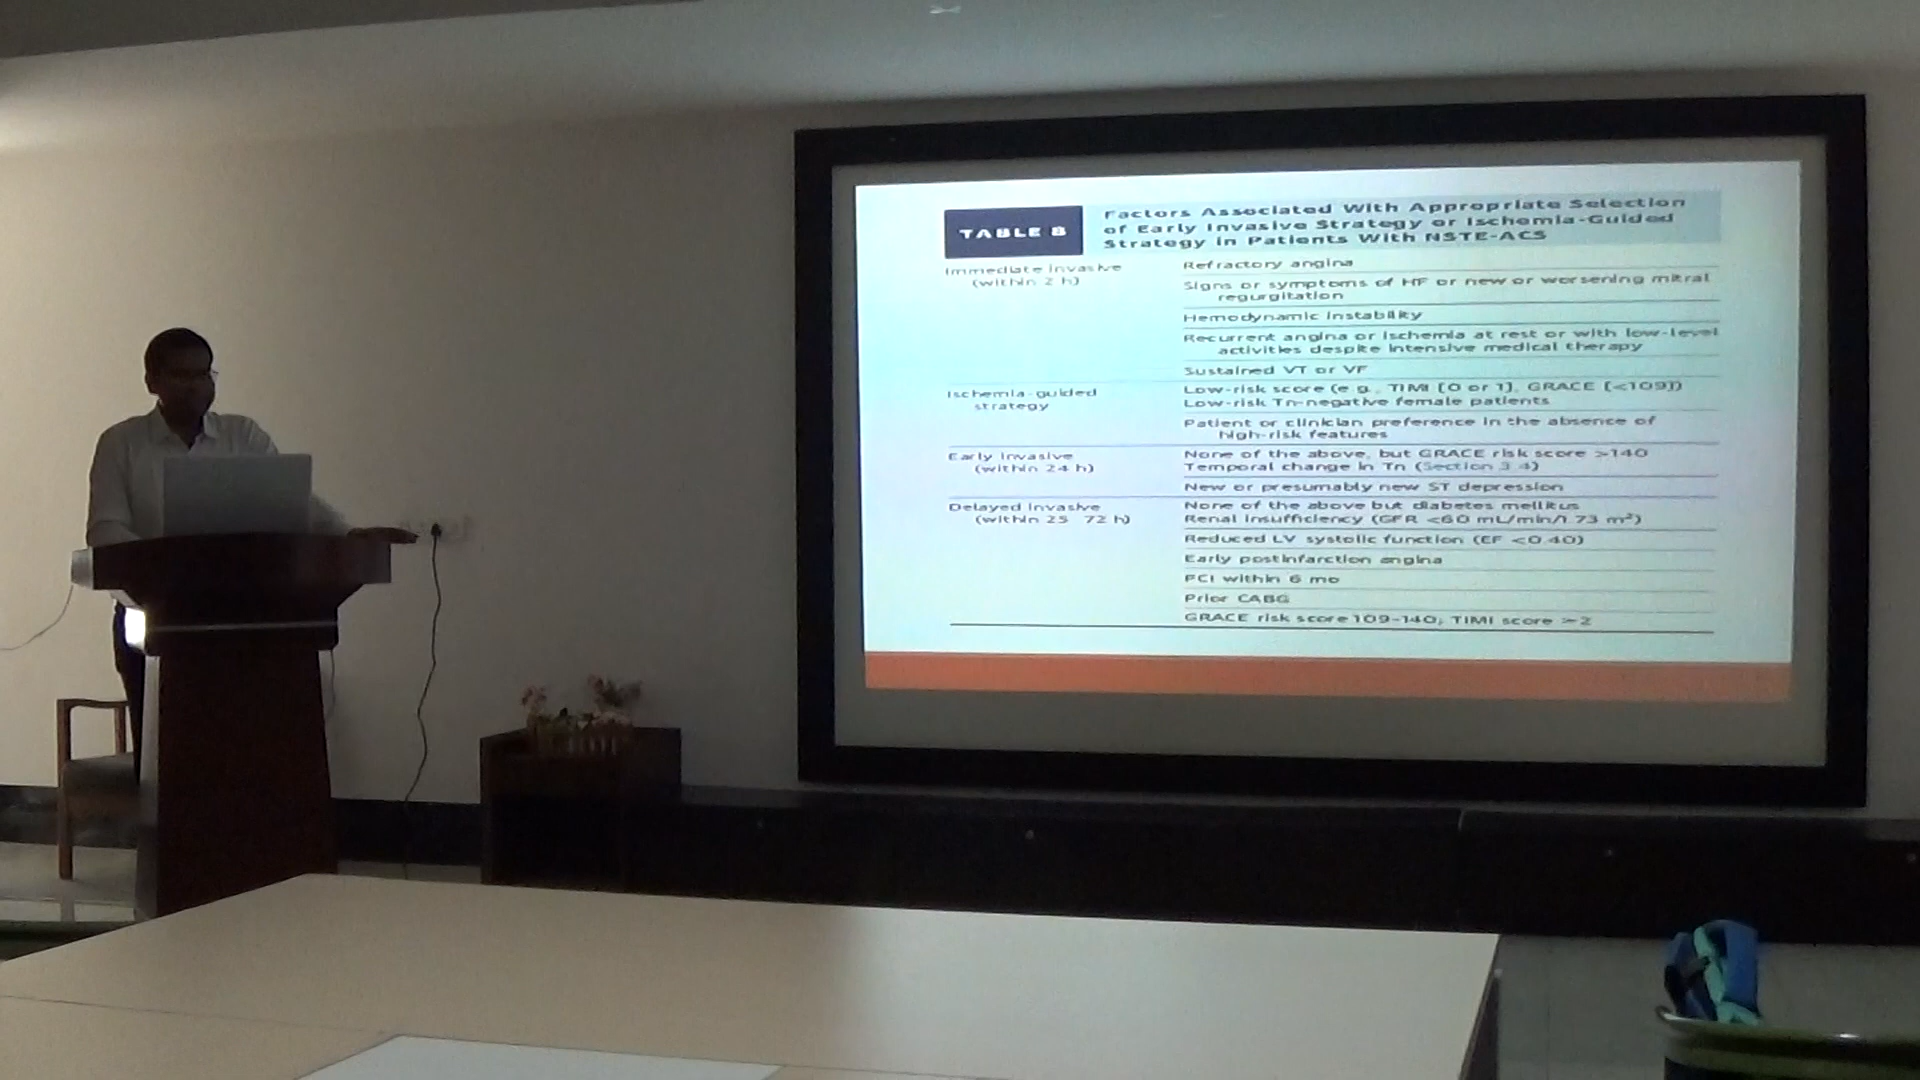 TABLE 8
Factors Associated With Appropriate Selection
of Early Invasive Strategy or Ischemia-Guided
Strategy in Patients With NSTE-ACS
Immediate invasive
(within 2 h)
Refractory angina
Signs or symptoms of HF or new or worsening mitral
regurgitation
Hemodynamic instability
Recurrent angina or ischemia at rest or with low-level
activities despite intensive medical therapy
Sustained VT or VF
Ischemia-guided
strategy
Low-risk score (e.g., TIMI [0 or 1], GRACE [<109])
Low-risk Tn-negative female patients
Patient or clinician preference in the absence of
high-risk features
Early invasive
(within 24 h)
None of the above, but GRACE risk score >140
Temporal change in Tn (Section 3.4)
New or presumably new ST depression
Delayed invasive
(within 25-72 h)
None of the above but diabetes mellitus
Renal insufficiency (GFR <60 mL/min/1.73 m²)
Reduced LV systolic function (EF <0.40)
Early postinfarction angina
PCI within 6 mo
Prior CABG
GRACE risk score 109-140; TIMI score ≥2